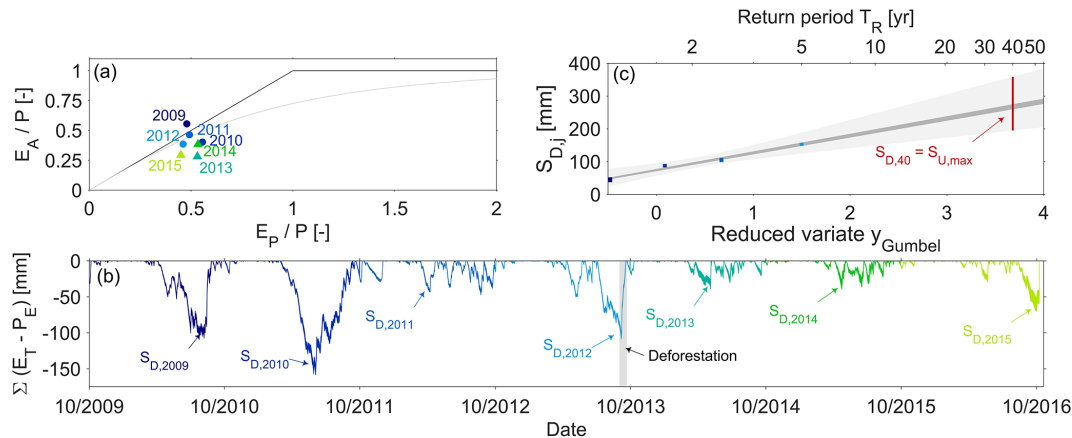 Return period T_R [yr]
2 5 10 20 30 40 50
(a)
1
0.75
0.5
0.25
0
E_A / P [-]
2009
2011
2012
2010
2014
2015
2013
0 0.5 1 1.5 2
E_P / P [-]
(c)
400
300
200
100
0
S_D,j [mm]
S_D,40 = S_U,max
0 1 2 3 4
Reduced variate y_Gumbel
(b)
0
-50
-100
-150
Σ (E_T - P_E) [mm]
S_D,2009
S_D,2010
S_D,2011
S_D,2012
Deforestation
S_D,2013
S_D,2014
S_D,2015
10/2009 10/2010 10/2011 10/2012 10/2013 10/2014 10/2015 10/2016
Date